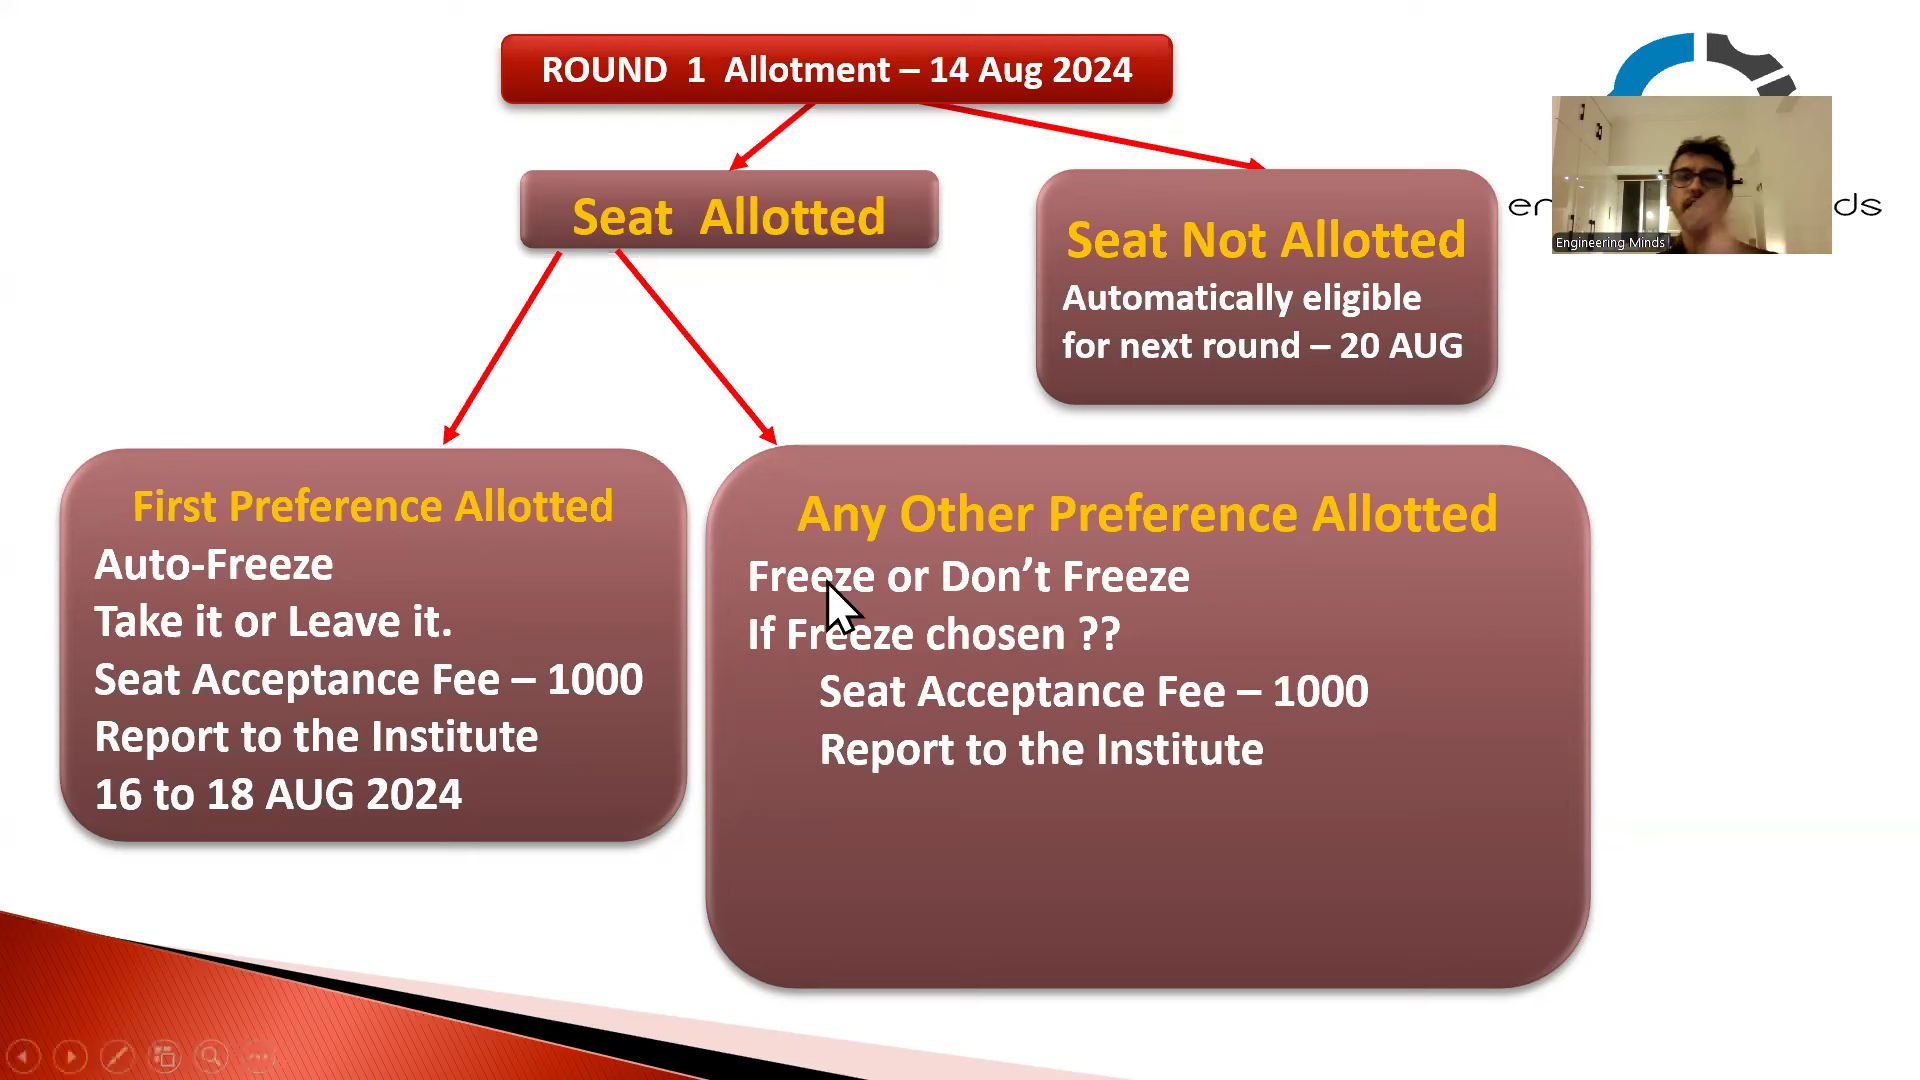 ROUND 1 Allotment – 14 Aug 2024
Seat Allotted
Seat Not Allotted
Automatically eligible
for next round – 20 AUG
Engineering Minds
First Preference Allotted
Auto-Freeze
Take it or Leave it.
Seat Acceptance Fee – 1000
Report to the Institute
16 to 18 AUG 2024
Any Other Preference Allotted
Freeze or Don’t Freeze
If Freeze chosen ??
Seat Acceptance Fee – 1000
Report to the Institute